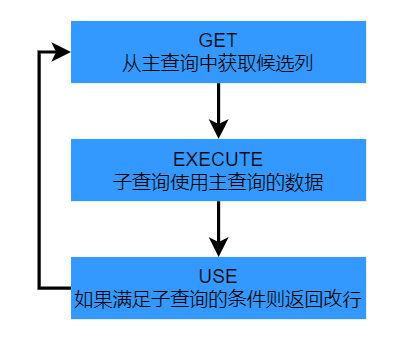 GET
从主查询中获取候选列
EXECUTE
子查询使用主查询的数据
USE
如果满足子查询的条件则返回改行